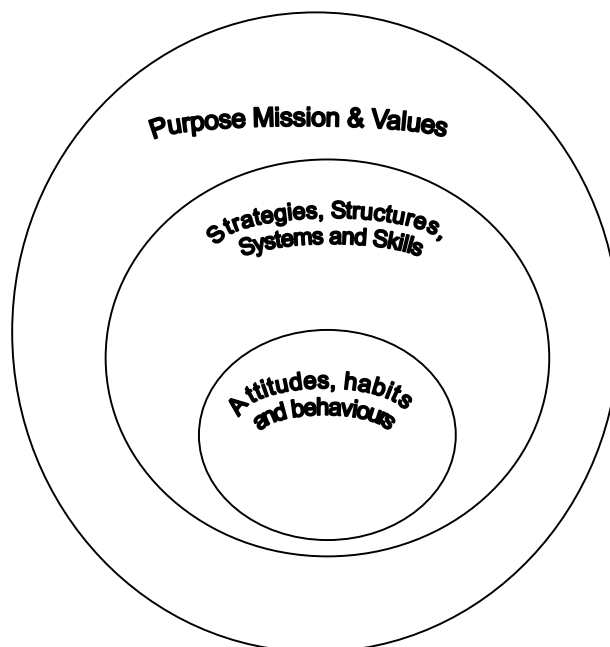 Purpose Mission & Values
Strategies, Structures,
Systems and Skills
Attitudes, habits
and behaviours